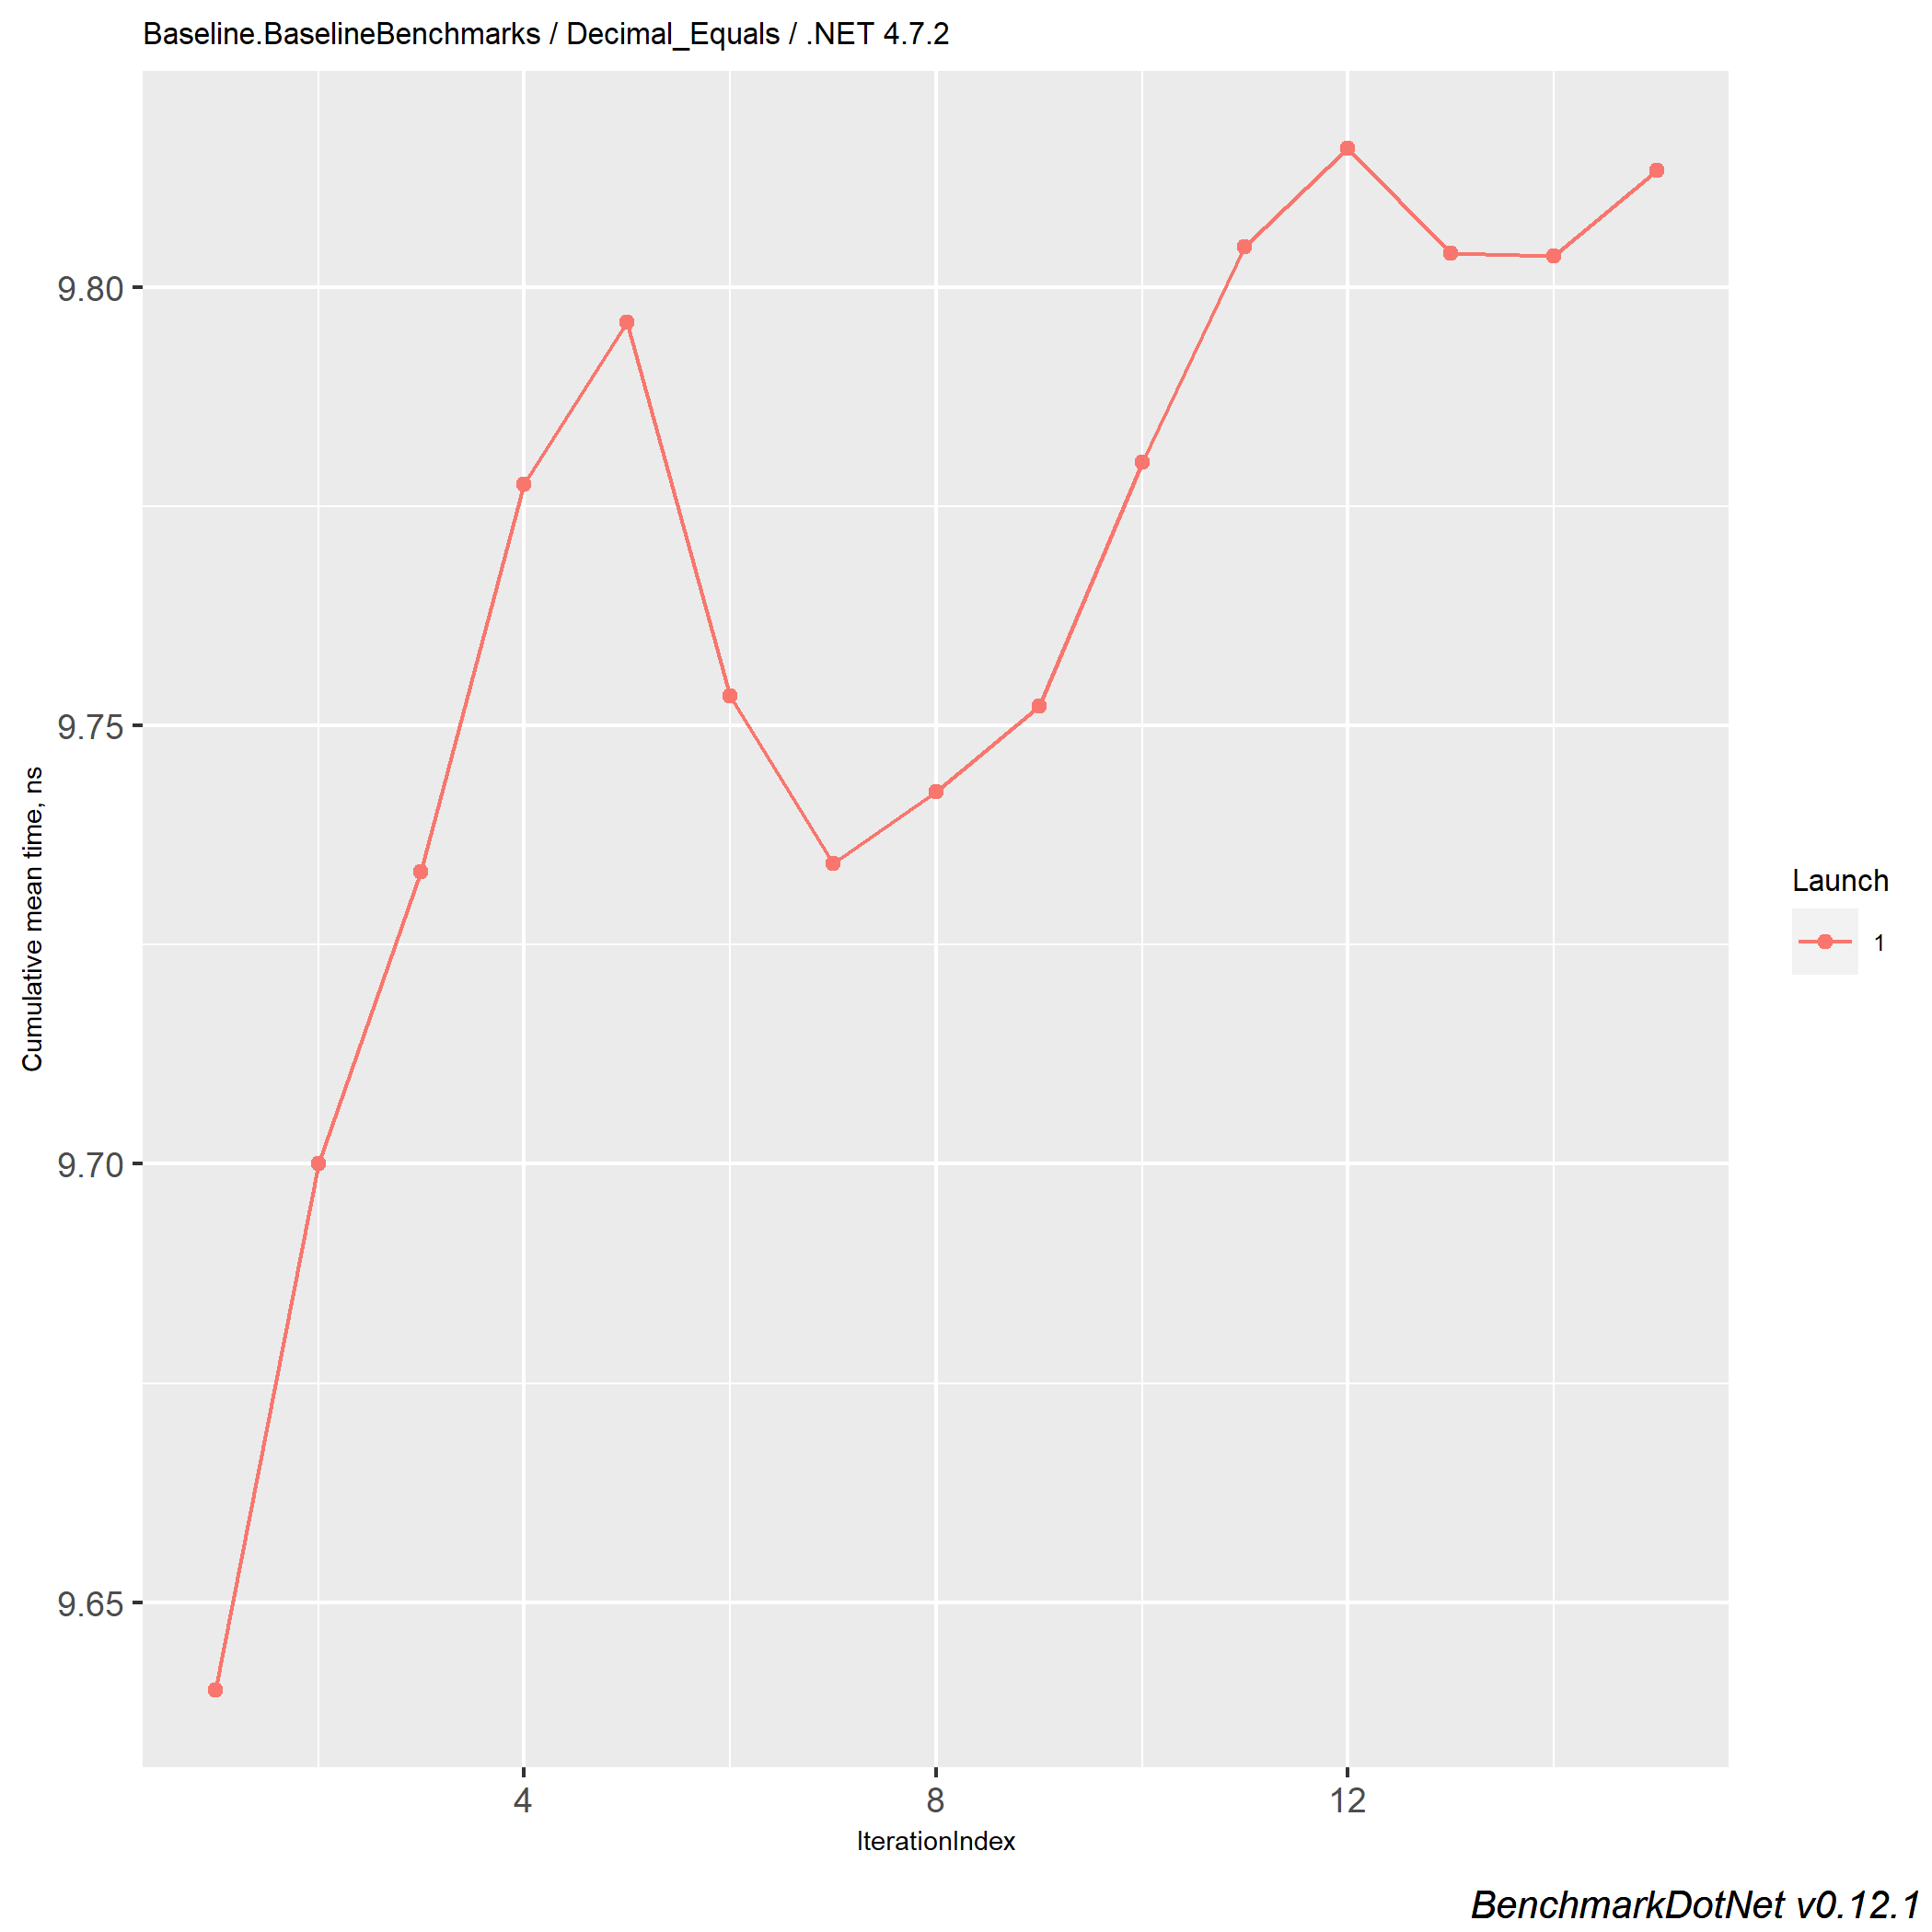 Baseline.BaselineBenchmarks / Decimal_Equals / .NET 4.7.2
9.80
9.75
9.70
9.65
Cumulative mean time, ns
4
8
12
IterationIndex
Launch
1
BenchmarkDotNet v0.12.1